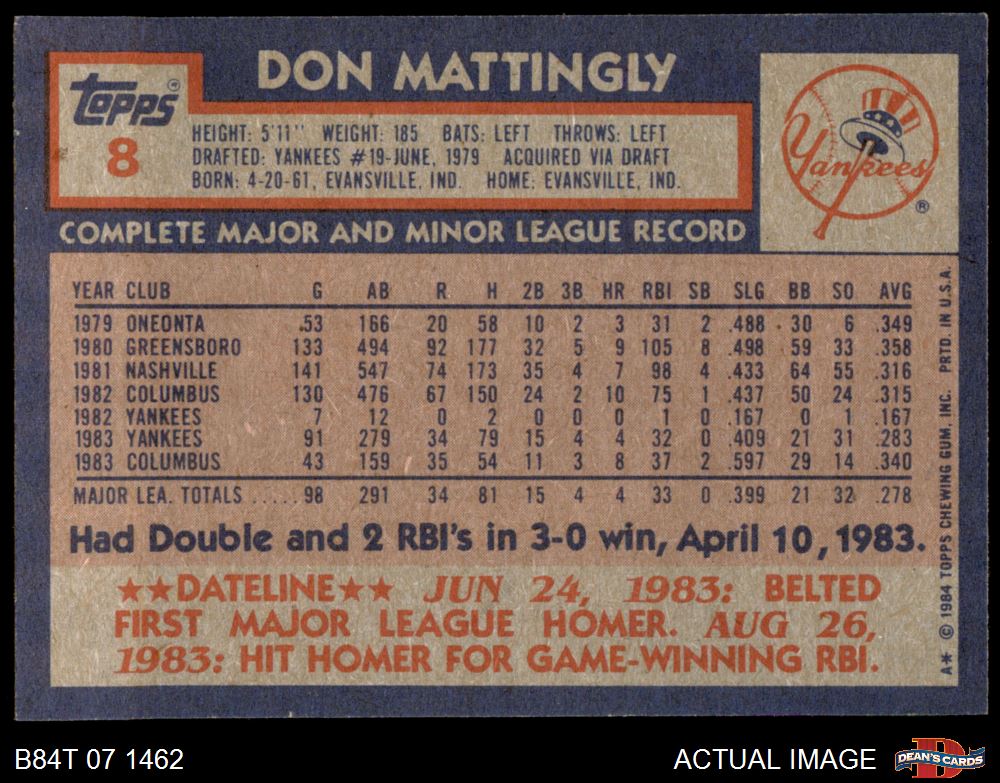 DON MATTINGLY
Topps®
8
HEIGHT: 5'11" WEIGHT: 185 BATS: LEFT THROWS: LEFT
DRAFTED: YANKEES #19-JUNE, 1979 ACQUIRED VIA DRAFT
BORN: 4-20-61, EVANSVILLE, IND. HOME: EVANSVILLE, IND.
Yankees
®
COMPLETE MAJOR AND MINOR LEAGUE RECORD
YEAR CLUB G AB R H 2B 3B HR RBI SB SLG BB SO AVG
1979 ONEONTA 53 166 20 58 10 2 3 31 2 .488 30 6 .349
1980 GREENSBORO 133 494 92 177 32 5 9 105 8 .498 59 33 .358
1981 NASHVILLE 141 547 74 173 35 4 7 98 4 .433 64 55 .316
1982 COLUMBUS 130 476 67 150 24 2 10 75 1 .437 50 24 .315
1982 YANKEES 7 12 0 2 0 0 0 1 0 .167 0 1 .167
1983 YANKEES 91 279 34 79 15 4 4 32 0 .409 21 31 .283
1983 COLUMBUS 43 159 35 54 11 3 8 37 2 .597 29 14 .340
MAJOR LEA. TOTALS ..... 98 291 34 81 15 4 4 33 0 .399 21 32 .278
Had Double and 2 RBI's in 3-0 win, April 10, 1983.
★★DATELINE★★ JUN 24, 1983: BELTED
FIRST MAJOR LEAGUE HOMER. AUG 26,
1983: HIT HOMER FOR GAME-WINNING RBI.
A* © 1984 TOPPS CHEWING GUM, INC. PRTD. IN U.S.A.
B84T 07 1462
ACTUAL IMAGE
DEAN'S CARDS